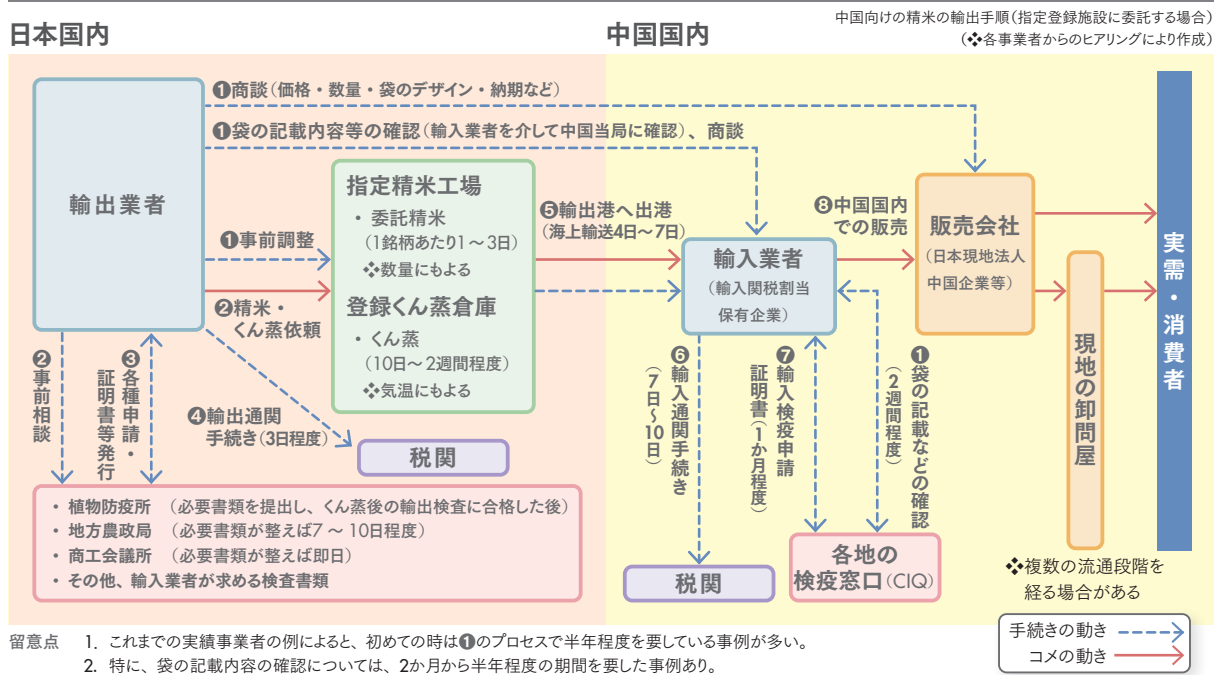 中国向けの精米の輸出手順(指定登録施設に委託する場合)
(❖各事業者からのヒアリングにより作成)
日本国内
中国国内
❶商談(価格・数量・袋のデザイン・納期など)
❶袋の記載内容等の確認(輸入業者を介して中国当局に確認)、商談
輸出業者
❶事前調整
❷精米・
くん蒸依頼
指定精米工場
・ 委託精米
(1銘柄あたり1～3日)
❖数量にもよる
登録くん蒸倉庫
・ くん蒸
(10日～2週間程度)
❖気温にもよる
❺輸出港へ出港
(海上輸送4日～7日)
輸入業者
(輸入関税割当
保有企業)
❽中国国内
での販売
販売会社
(日本現地法人
中国企業等)
実需・消費者
現地の卸問屋
❖複数の流通段階を
経る場合がある
❷事前相談
❸各種申請・
証明書等発行
❹輸出通関
手続き(3日程度)
税関
・ 植物防疫所 (必要書類を提出し、くん蒸後の輸出検査に合格した後)
・ 地方農政局 (必要書類が整えば7～10日程度)
・ 商工会議所 (必要書類が整えば即日)
・ その他、輸入業者が求める検査書類
❻輸入通関手続き
(7日～10日)
❼輸入検疫申請
証明書(1か月程度)
❶袋の記載などの確認
(2週間程度)
税関
各地の
検疫窓口(CIQ)
手続きの動き
コメの動き
留意点 1. これまでの実績事業者の例によると、初めての時は❶のプロセスで半年程度を要している事例が多い。
2. 特に、袋の記載内容の確認については、2か月から半年程度の期間を要した事例あり。